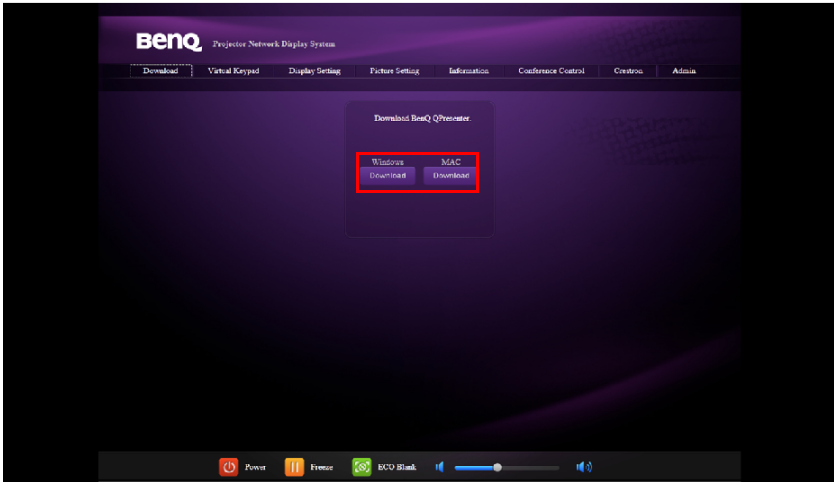 BenQ Projector Network Display System
Download Virtual Keypad Display Setting Picture Setting Information Conference Control Crestron Admin
Download BenQ QPresenter.
Windows MAC
Download Download
Power Freeze ECO Blank